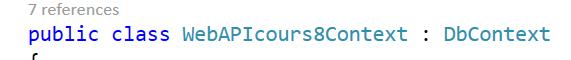 7 references
public class WebAPIcours8Context : DbContext
{